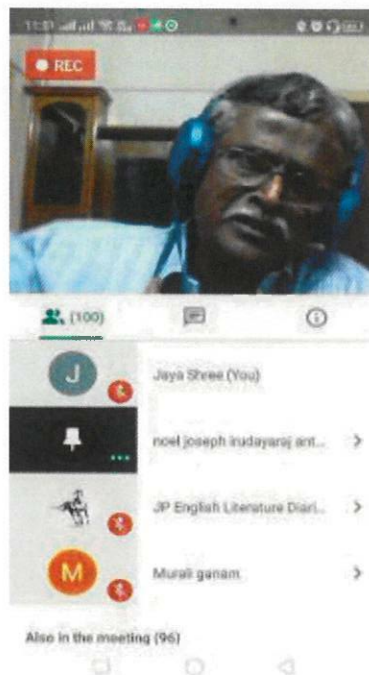 REC
(100)
J
Jaya Shree (You)
noel joseph irudayaraj ant...
JP English Literature Diari...
M
Murali ganam
Also in the meeting (96)